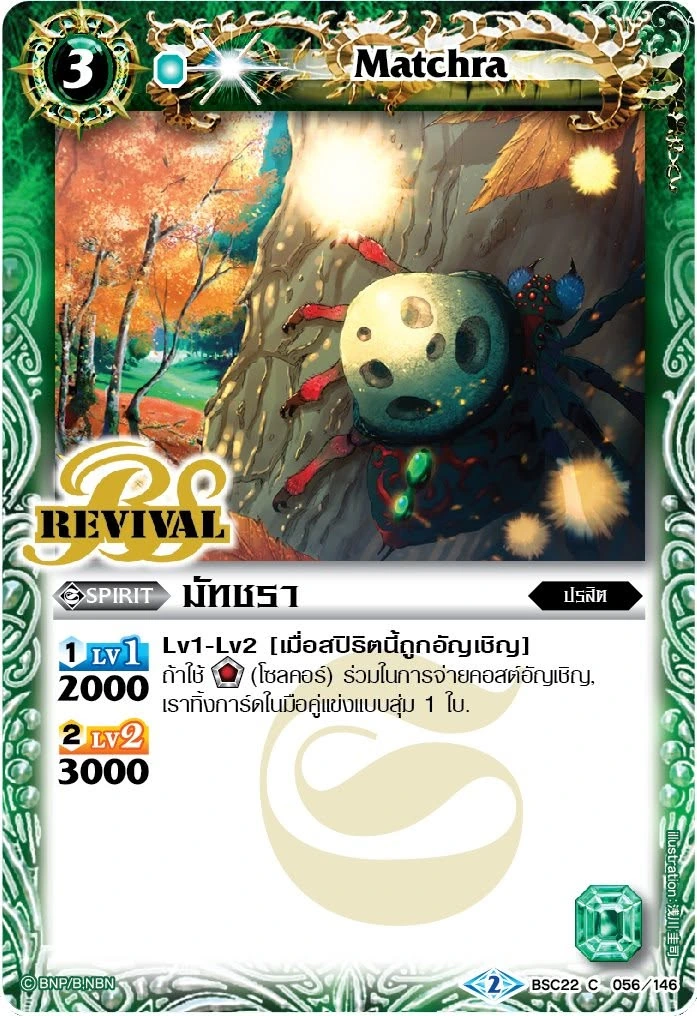 3
Matchra
BS
REVIVAL
SPIRIT
มัทชรา
ปรสิต
1 LV1
2000
2 LV2
3000
Lv1-Lv2 [เมื่อสปิริตนี้ถูกอัญเชิญ]
ถ้าใช้ (โซลคอร์) ร่วมในการจ่ายคอสต์อัญเชิญ,
เราทิ้งการ์ดในมือคู่แข่งแบบสุ่ม 1 ใบ.
illustration : 浅川 圭司
©BNP/B,NBN
2
BSC22 C 056/146